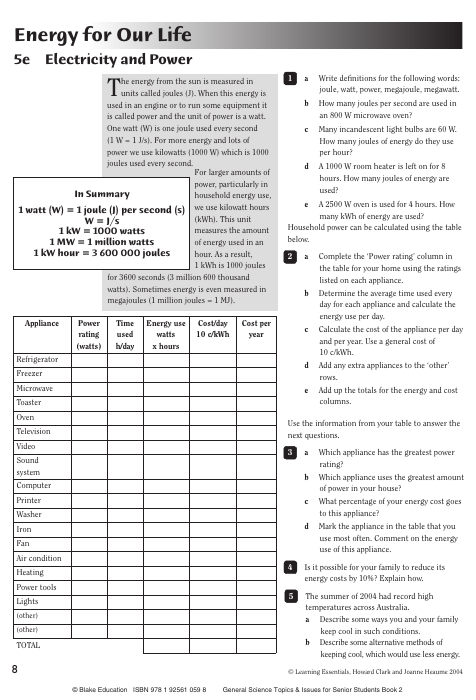 Energy for Our Life
5e Electricity and Power
The energy from the sun is measured in
units called joules (J). When this energy is
used in an engine or to run some equipment it
is called power and the unit of power is a watt.
One watt (W) is one joule used every second
(1 W = 1 J/s). For more energy and lots of
power we use kilowatts (1000 W) which is 1000
joules used every second.
For larger amounts of
power, particularly in
household energy use,
we use kilowatt hours
(kWh). This unit
measures the amount
of energy used in an
hour. As a result,
1 kWh is 1000 joules
for 3600 seconds (3 million 600 thousand
watts). Sometimes energy is even measured in
megajoules (1 million joules = 1 MJ).
In Summary
1 watt (W) = 1 joule (J) per second (s)
W = J/s
1 kW = 1000 watts
1 MW = 1 million watts
1 kW hour = 3 600 000 joules
Appliance Power rating (watts) Time used h/day Energy use watts x hours Cost/day 10 c/kWh Cost per year
Refrigerator
Freezer
Microwave
Toaster
Oven
Television
Video
Sound
system
Computer
Printer
Washer
Iron
Fan
Air condition
Heating
Power tools
Lights
(other)
(other)
TOTAL
1 a Write definitions for the following words:
joule, watt, power, megajoule, megawatt.
b How many joules per second are used in
an 800 W microwave oven?
c Many incandescent light bulbs are 60 W.
How many joules of energy do they use
per hour?
d A 1000 W room heater is left on for 8
hours. How many joules of energy are
used?
e A 2500 W oven is used for 4 hours. How
many kWh of energy are used?
Household power can be calculated using the table
below.
2 a Complete the 'Power rating' column in
the table for your home using the ratings
listed on each appliance.
b Determine the average time used every
day for each appliance and calculate the
energy use per day.
c Calculate the cost of the appliance per day
and per year. Use a general cost of
10 c/kWh.
d Add any extra appliances to the 'other'
rows.
e Add up the totals for the energy and cost
columns.
Use the information from your table to answer the
next questions.
3 a Which appliance has the greatest power
rating?
b Which appliance uses the greatest amount
of power in your house?
c What percentage of your energy cost goes
to this appliance?
d Mark the appliance in the table that you
use most often. Comment on the energy
use of this appliance.
4 Is it possible for your family to reduce its
energy costs by 10%? Explain how.
5 The summer of 2004 had record high
temperatures across Australia.
a Describe some ways you and your family
keep cool in such conditions.
b Describe some alternative methods of
keeping cool, which would use less energy.
8
© Learning Essentials, Howard Clark and Joanne Heaume 2004
© Blake Education ISBN 978 1 92561 059 8 General Science Topics & Issues for Senior Students Book 2